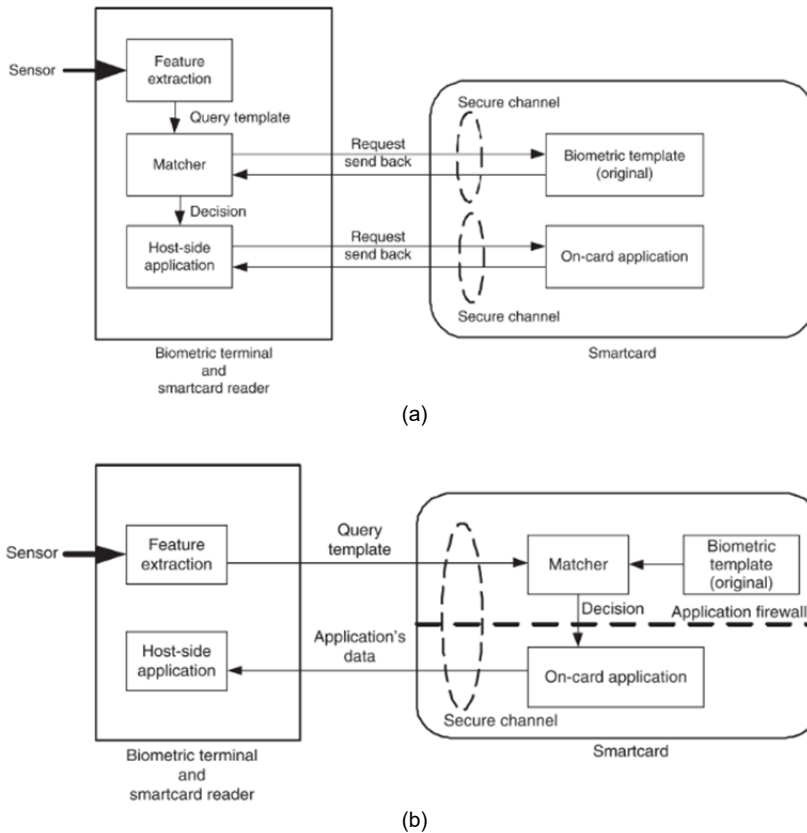 Sensor
Feature
extraction
Query template
Matcher
Decision
Host-side
application
Request
send back
Request
send back
Secure channel
Biometric template
(original)
On-card application
Secure channel
Smartcard
Biometric terminal
and
smartcard reader
(a)
Sensor
Feature
extraction
Query
template
Matcher
Biometric
template
(original)
Decision
Application firewall
Host-side
application
Application's
data
On-card application
Secure channel
Smartcard
Biometric terminal
and
smartcard reader
(b)